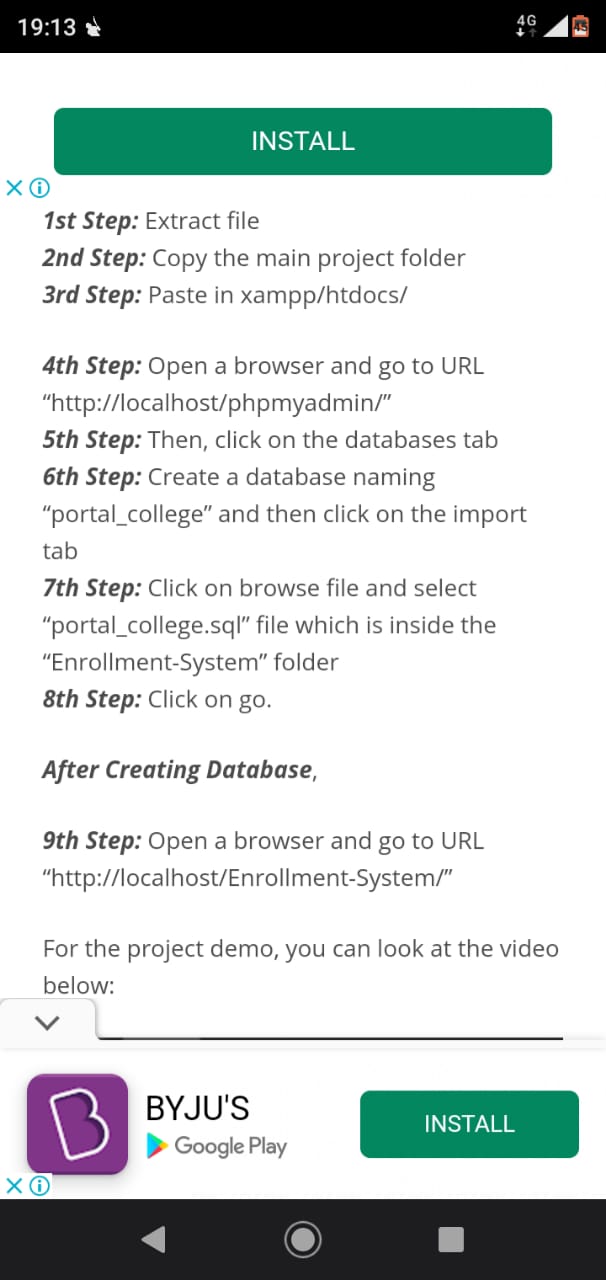 19:13
4G
45
INSTALL
1st Step: Extract file
2nd Step: Copy the main project folder
3rd Step: Paste in xampp/htdocs/
4th Step: Open a browser and go to URL
“http://localhost/phpmyadmin/”
5th Step: Then, click on the databases tab
6th Step: Create a database naming
“portal_college” and then click on the import
tab
7th Step: Click on browse file and select
“portal_college.sql” file which is inside the
“Enrollment-System” folder
8th Step: Click on go.
After Creating Database,
9th Step: Open a browser and go to URL
“http://localhost/Enrollment-System/”
For the project demo, you can look at the video
below:
BYJU'S
Google Play
INSTALL